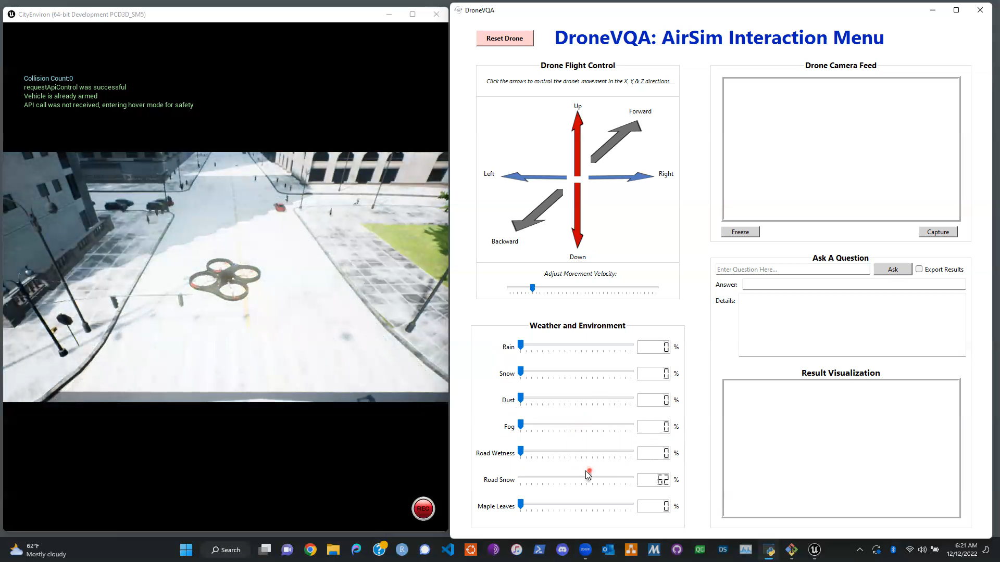 CityEnviron (64-bit Development PCD3D_SM5)
Collision Count:0
requestApiControl was successful
Vehicle is already armed
API call was not received, entering hover mode for safety
REC
DroneVQA
Reset Drone
DroneVQA: AirSim Interaction Menu
Drone Flight Control
Click the arrows to control the drone's movement in the X, Y, & Z directions
Up
Forward
Left
Right
Backward
Down
Adjust Movement Velocity:
Weather and Environment
Rain 0 %
Snow 0 %
Dust 0 %
Fog 0 %
Road Wetness 0 %
Road Snow 62 %
Maple Leaves 0 %
Drone Camera Feed
Freeze
Capture
Ask A Question
Enter Question Here...
Ask
Export Results
Answer:
Details:
Result Visualization
62°F
Mostly cloudy
Search
zoom
R
M
QC
DS
6:21 AM
12/12/2022